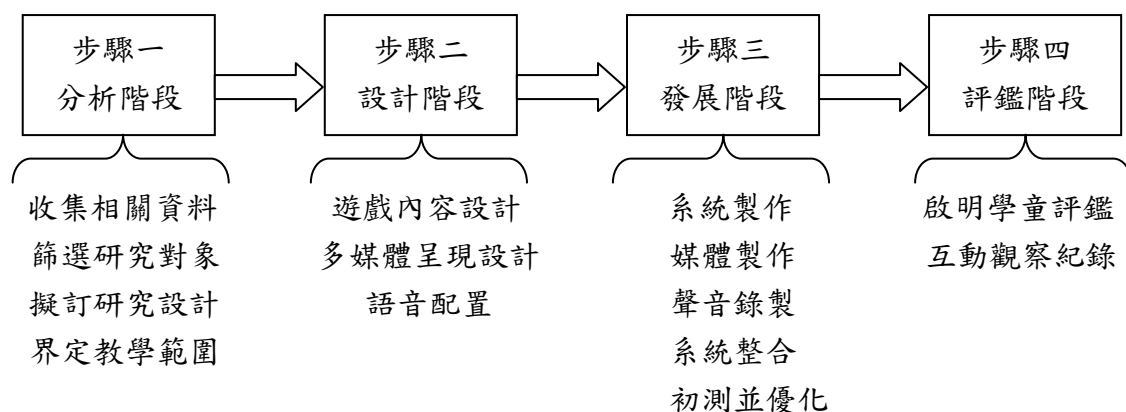 步驟一
分析階段
收集相關資料
篩選研究對象
擬訂研究設計
界定教學範圍
步驟二
設計階段
遊戲內容設計
多媒體呈現設計
語音配置
步驟三
發展階段
系統製作
媒體製作
聲音錄製
系統整合
初測並優化
步驟四
評鑑階段
啟明學童評鑑
互動觀察紀錄